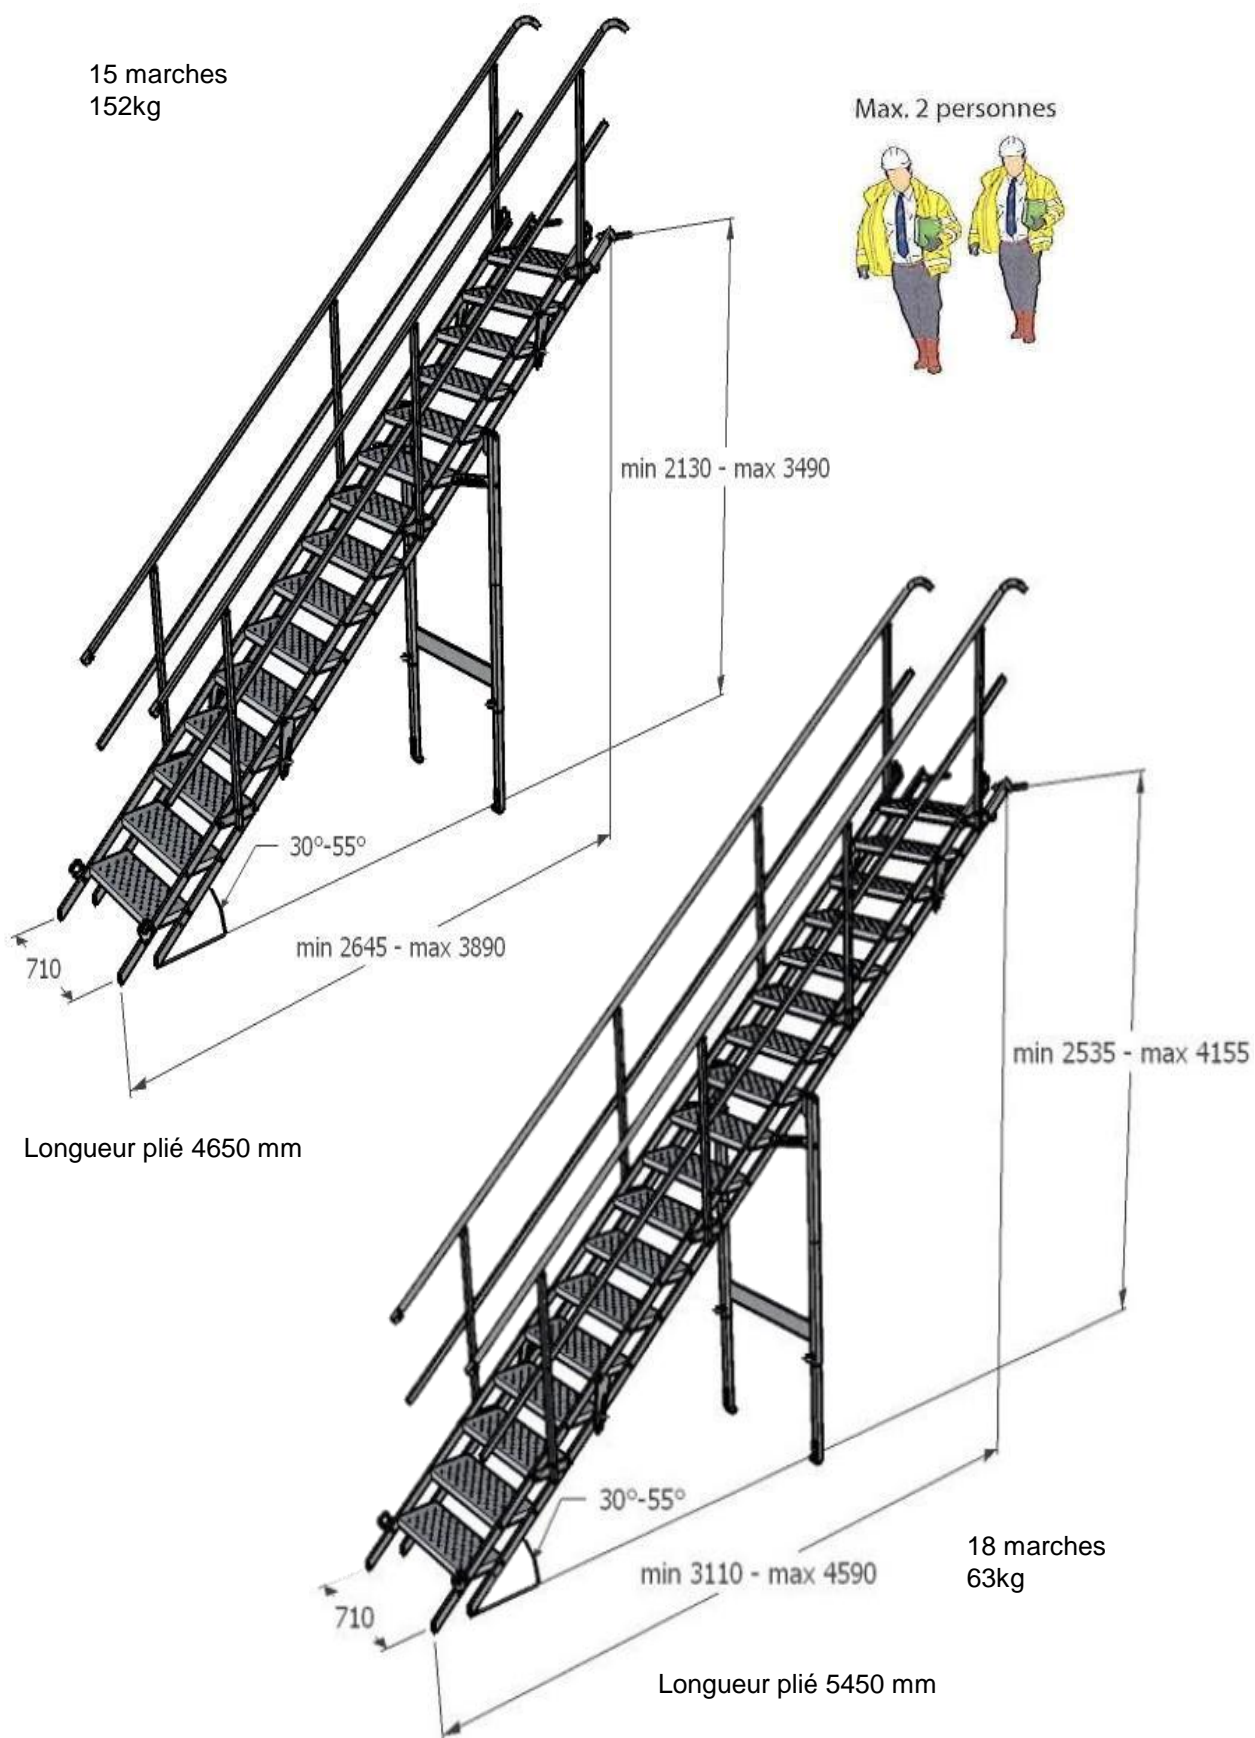 15 marches
152kg
Max. 2 personnes
min 2130 - max 3490
30°-55°
min 2645 - max 3890
710
Longueur plié 4650 mm
min 2535 - max 4155
30°-55°
min 3110 - max 4590
18 marches
63kg
710
Longueur plié 5450 mm